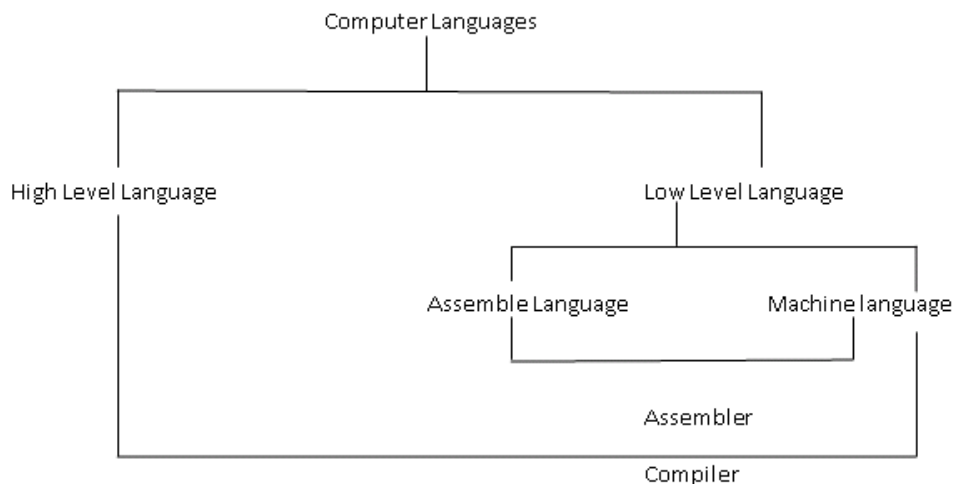 Computer Languages
High Level Language
Low Level Language
Assemble Language
Machine language
Assembler
Compiler